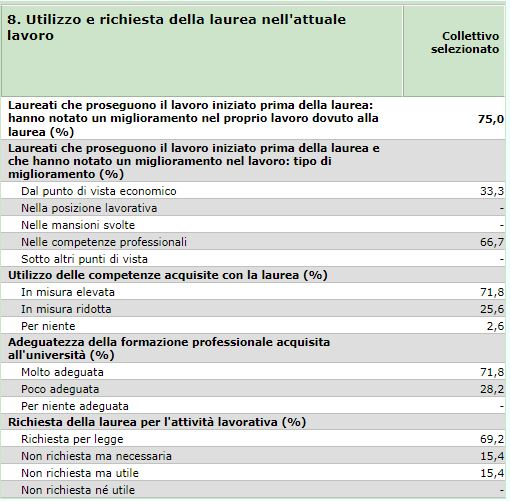 8. Utilizzo e richiesta della laurea nell'attuale
lavoro
Collettivo
selezionato
Laureati che proseguono il lavoro iniziato prima della laurea:
hanno notato un miglioramento nel proprio lavoro dovuto alla
laurea (%)
75,0
Laureati che proseguono il lavoro iniziato prima della laurea e
che hanno notato un miglioramento nel lavoro: tipo di
miglioramento (%)
Dal punto di vista economico 33,3
Nella posizione lavorativa -
Nelle mansioni svolte -
Nelle competenze professionali 66,7
Sotto altri punti di vista -
Utilizzo delle competenze acquisite con la laurea (%)
In misura elevata 71,8
In misura ridotta 25,6
Per niente 2,6
Adeguatezza della formazione professionale acquisita
all'università (%)
Molto adeguata 71,8
Poco adeguata 28,2
Per niente adeguata -
Richiesta della laurea per l'attività lavorativa (%)
Richiesta per legge 69,2
Non richiesta ma necessaria 15,4
Non richiesta ma utile 15,4
Non richiesta né utile -